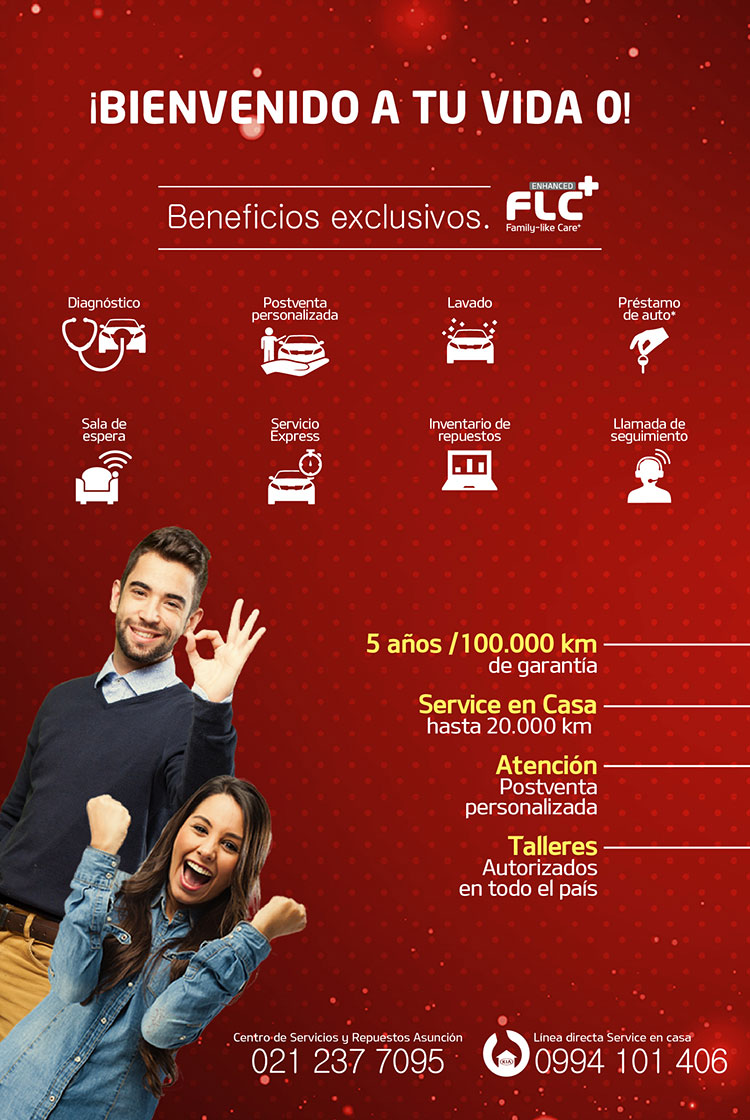 ¡BIENVENIDO A TU VIDA 0!
Beneficios exclusivos.
ENHANCED
FLC+
Family-like Care*
Diagnóstico
Postventa
personalizada
Lavado
Préstamo
de auto*
Sala de
espera
Servicio
Express
Inventario de
repuestos
Llamada de
seguimiento
5 años /100.000 km
de garantía
Service en Casa
hasta 20.000 km
Atención
Postventa
personalizada
Talleres
Autorizados
en todo el país
Centro de Servicios y Repuestos Asunción
021 237 7095
KIA
Línea directa Service en casa
0994 101 406